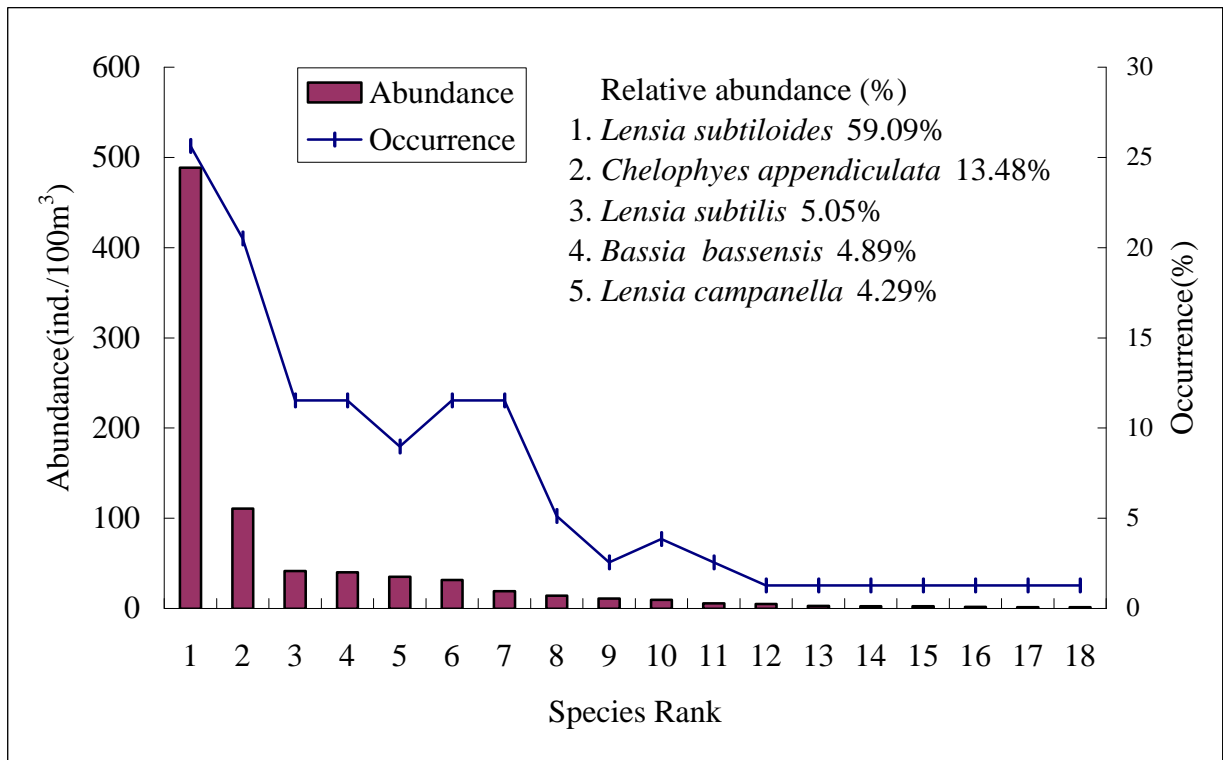 600
500
400
300
200
100
0
Abundance(ind./100m³)
Abundance
Occurrence
Relative abundance (%)
1. Lensia subtiloides 59.09%
2. Chelophyes appendiculata 13.48%
3. Lensia subtilis 5.05%
4. Bassia bassensis 4.89%
5. Lensia campanella 4.29%
30
25
20
15
10
5
0
Occurrence(%)
1 2 3 4 5 6 7 8 9 10 11 12 13 14 15 16 17 18
Species Rank